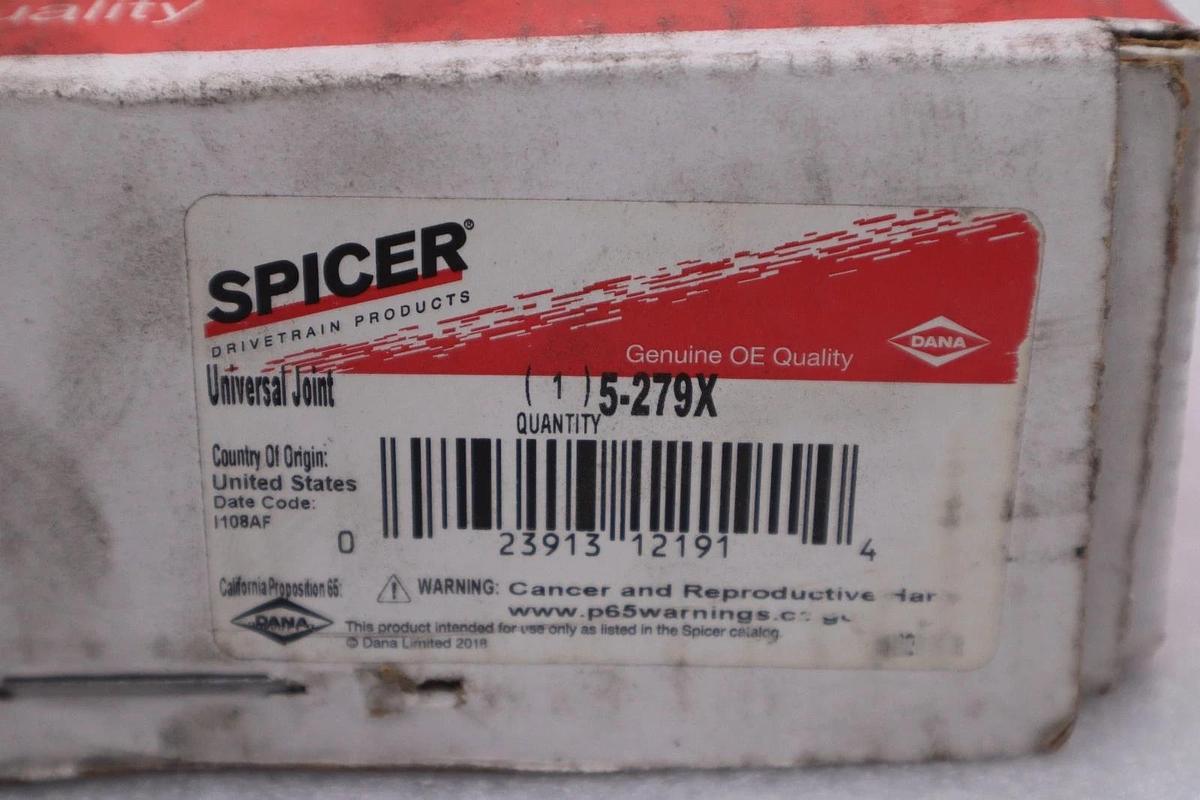 SPICER®
DRIVETRAIN PRODUCTS
Genuine OE Quality
DANA
Universal Joint
( 1 ) 5-279X
QUANTITY
Country Of Origin:
United States
Date Code:
I108AF
0 23913 12191 4
California Proposition 65:
WARNING: Cancer and Reproductive
www.p65warnings.
DANA
This product intended for use only as listed in the Spicer catalog.
© Dana Limited 2018